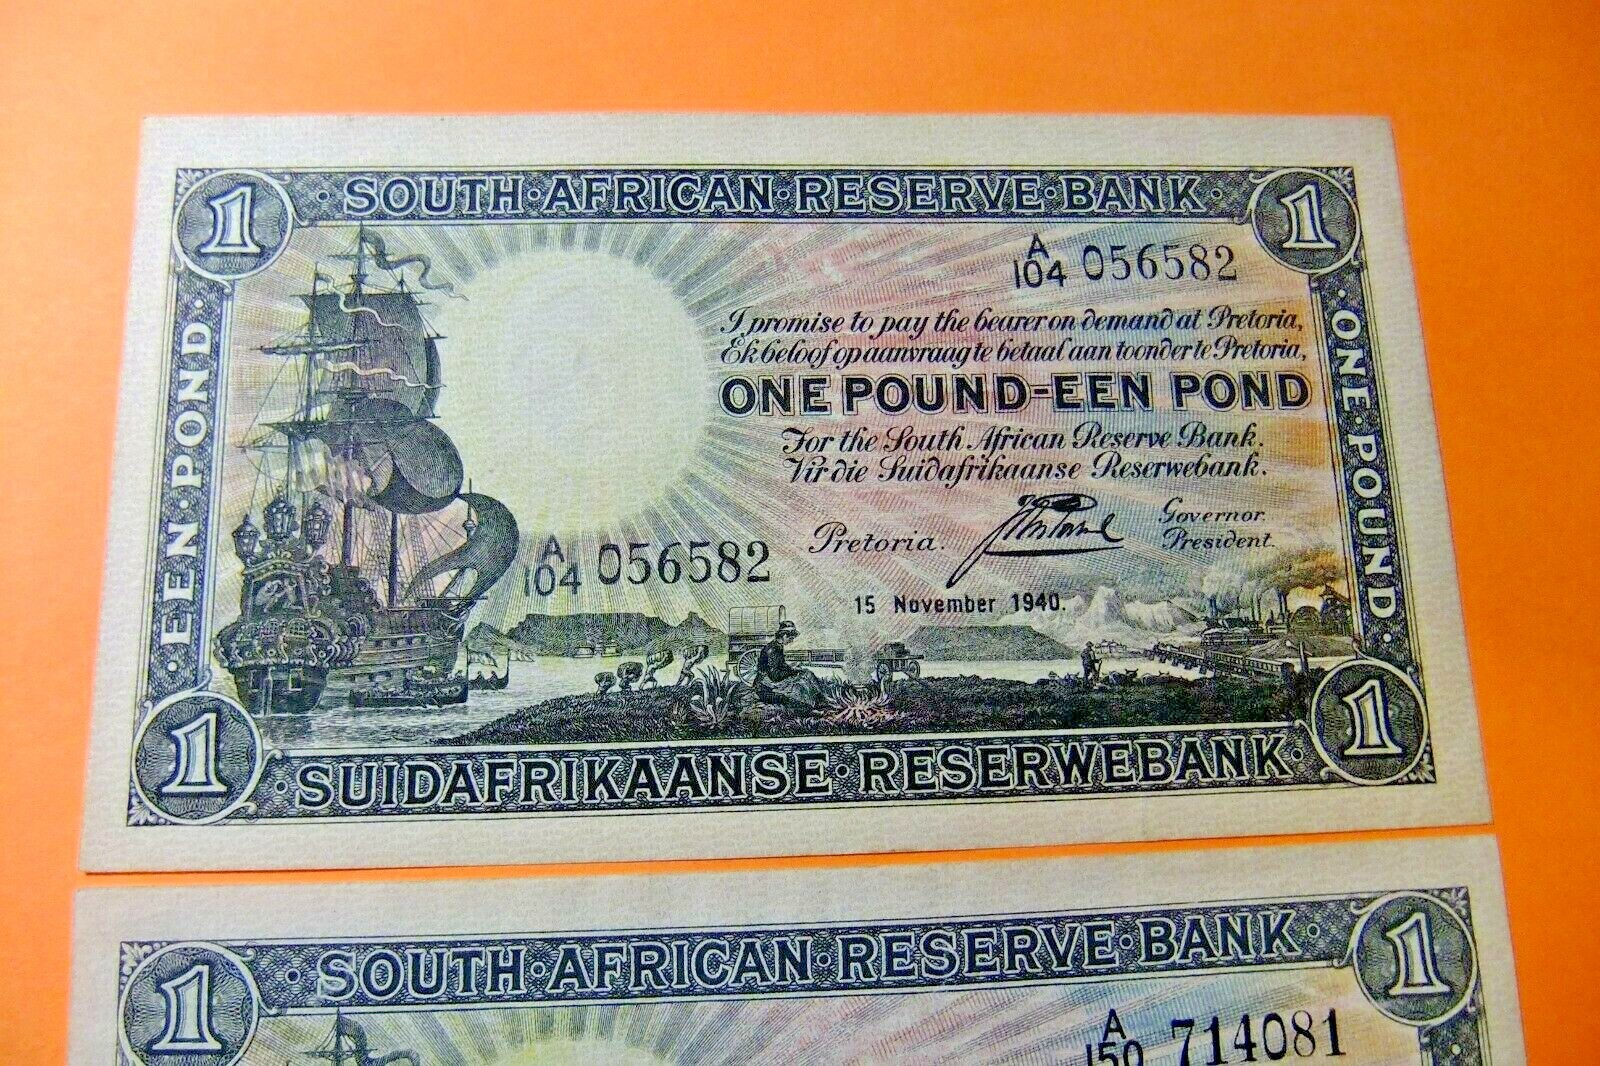 1 SOUTH·AFRICAN·RESERVE·BANK 1
A/104 056582
I promise to pay the bearer on demand at Pretoria,
Ek beloof op aanvraag te betaal aan toonder te Pretoria,
ONE POUND-EEN POND
For the South African Reserve Bank.
Vir die Suidafrikaanse Reserwebank.
Pretoria.
Governor.
President.
A/104 056582
15 November 1940.
EEN·POND
ONE·POUND
1 SUIDAFRIKAANSE·RESERWEBANK 1
1 SOUTH·AFRICAN·RESERVE·BANK 1
A/150 714081